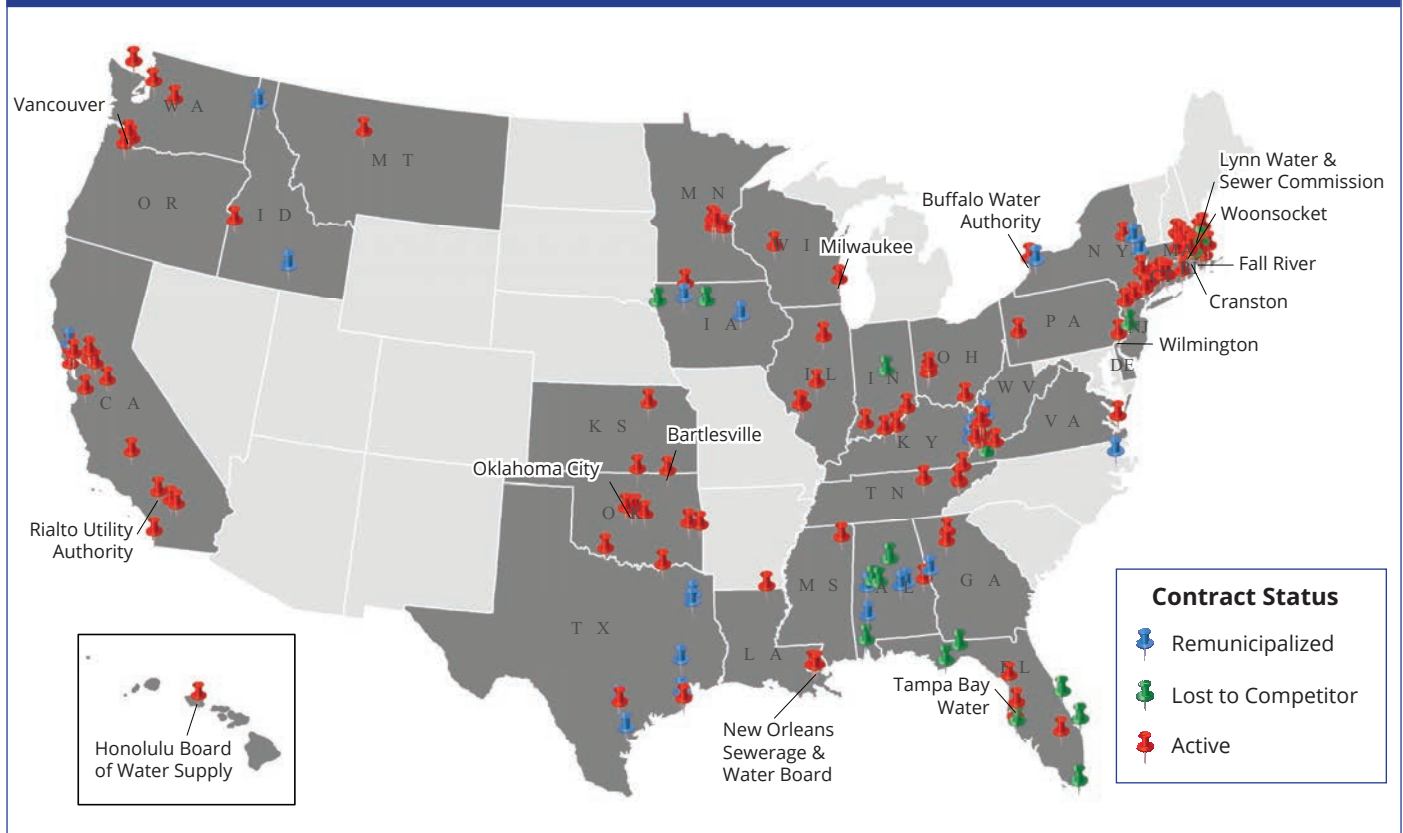 Vancouver
W A
M T
O R
I D
M N
W I
Milwaukee
Buffalo Water
Authority
N Y
Lynn Water &
Sewer Commission
Woonsocket
M A
Fall River
Cranston
Wilmington
P A
NJ
DE
I A
I L
I N
O H
W V
V A
C A
K S
K Y
Bartlesville
Oklahoma City
O K
T N
Rialto Utility
Authority
M S
A L
G A
T X
L A
F L
Tampa Bay
Water
New Orleans
Sewerage &
Water Board
Honolulu Board
of Water Supply
Contract Status
Remunicipalized
Lost to Competitor
Active